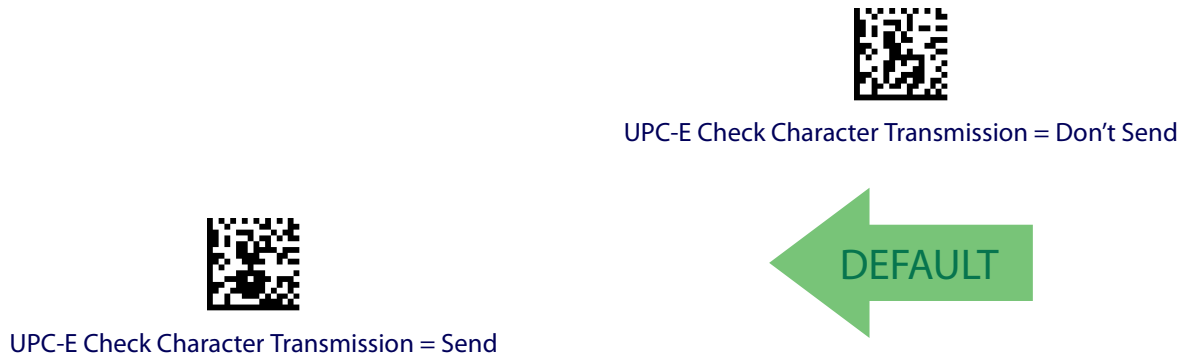 UPC-E Check Character Transmission = Don’t Send
DEFAULT
UPC-E Check Character Transmission = Send